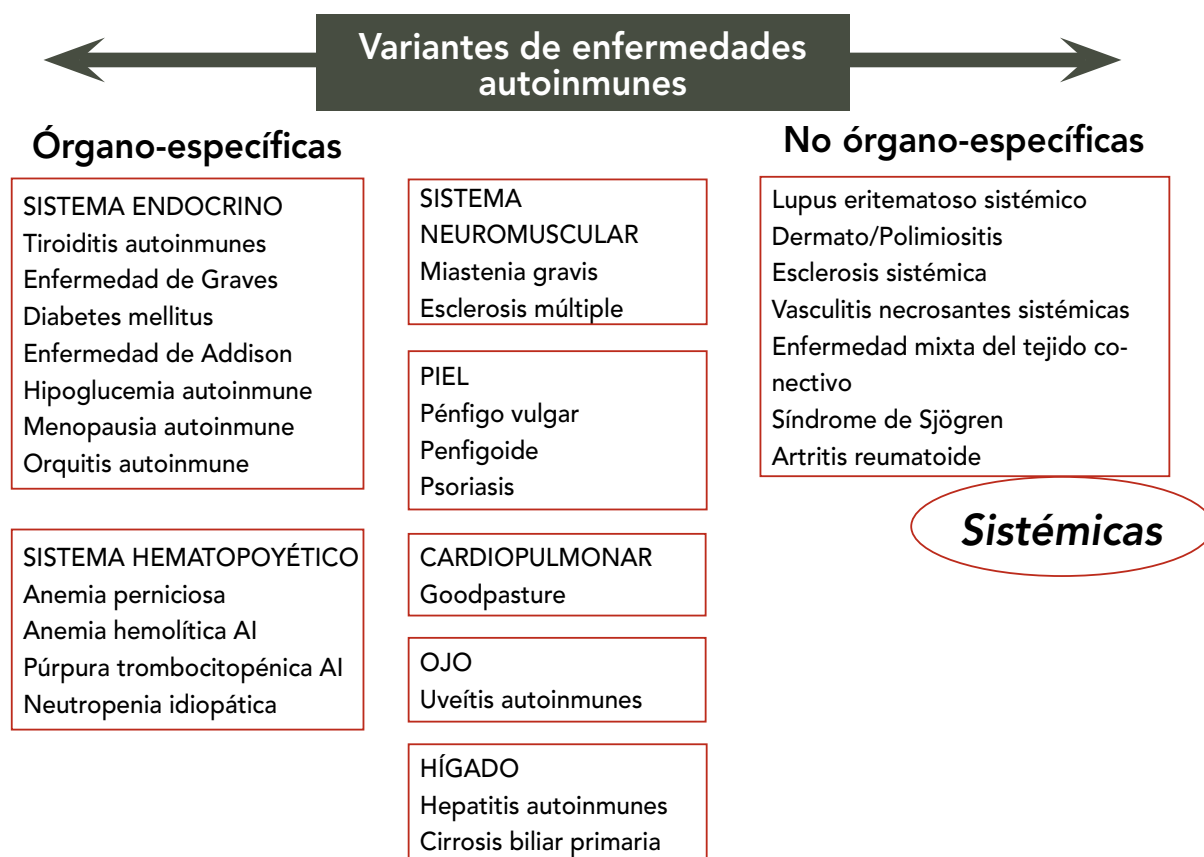 Variantes de enfermedades
autoinmunes
Órgano-específicas
SISTEMA ENDOCRINO
Tiroiditis autoinmunes
Enfermedad de Graves
Diabetes mellitus
Enfermedad de Addison
Hipoglucemia autoinmune
Menopausia autoinmune
Orquitis autoinmune
SISTEMA HEMATOPOYÉTICO
Anemia perniciosa
Anemia hemolítica AI
Púrpura trombocitopénica AI
Neutropenia idiopática
SISTEMA
NEUROMUSCULAR
Miastenia gravis
Esclerosis múltiple
PIEL
Pénfigo vulgar
Penfigoide
Psoriasis
CARDIOPULMONAR
Goodpasture
OJO
Uveítis autoinmunes
HÍGADO
Hepatitis autoinmunes
Cirrosis biliar primaria
No órgano-específicas
Lupus eritematoso sistémico
Dermato/Polimiositis
Esclerosis sistémica
Vasculitis necrosantes sistémicas
Enfermedad mixta del tejido co-
nectivo
Síndrome de Sjögren
Artritis reumatoide
Sistémicas